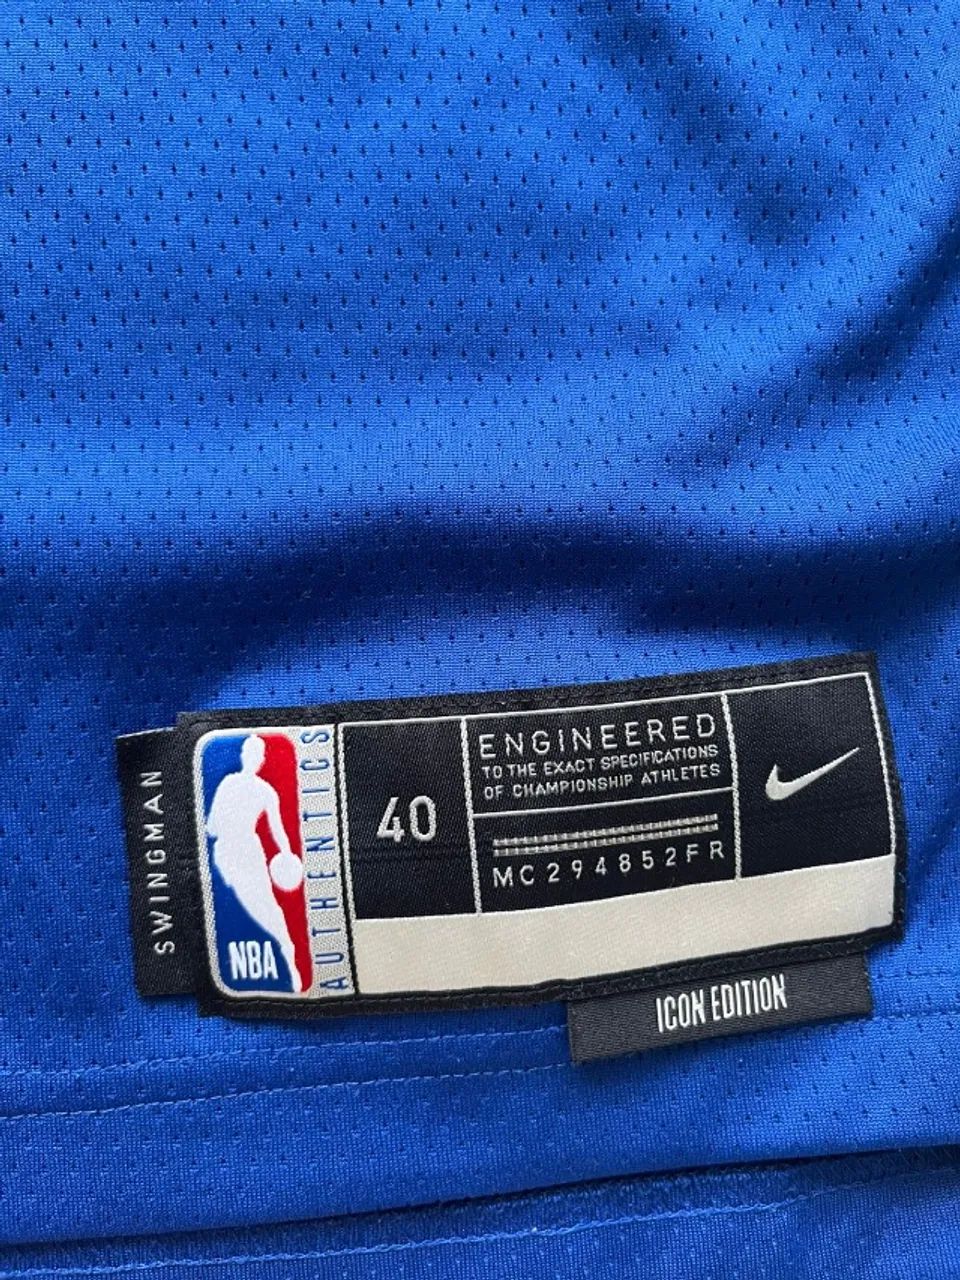 SWINGMAN
NBA
AUTHENTICS
40
ENGINEERED
TO THE EXACT SPECIFICATIONS
OF CHAMPIONSHIP ATHLETES
MC294852FR
ICON EDITION